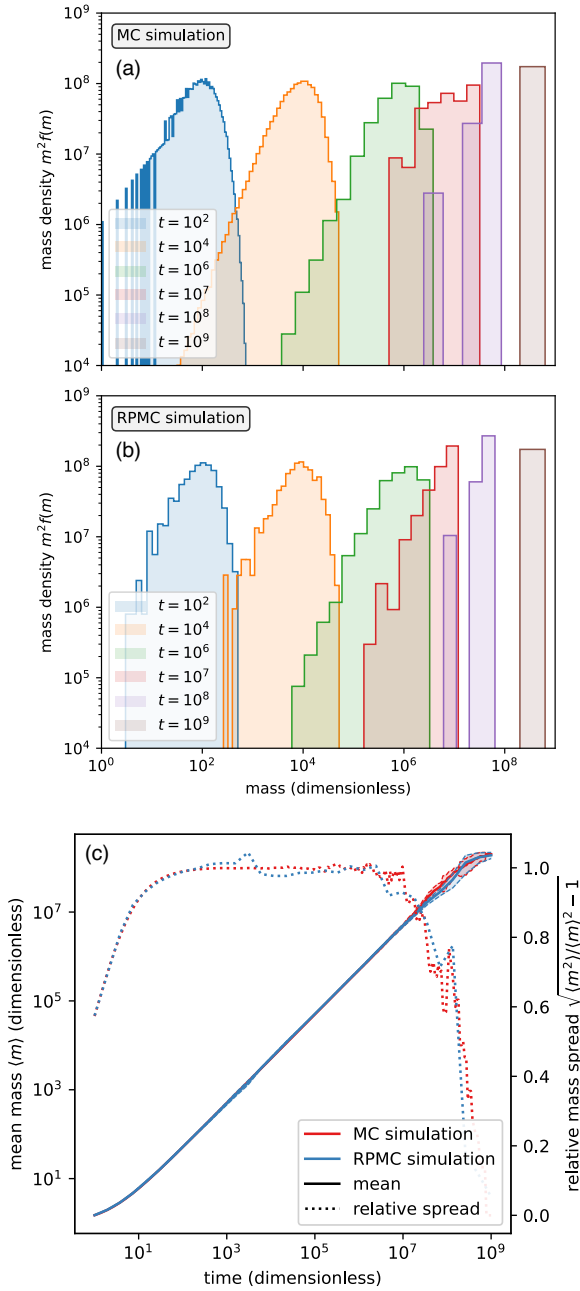 MC simulation
(a)
10⁹
10⁸
10⁷
10⁶
10⁵
10⁴
mass density m²f(m)
t = 10²
t = 10⁴
t = 10⁶
t = 10⁷
t = 10⁸
t = 10⁹
RPMC simulation
(b)
10⁹
10⁸
10⁷
10⁶
10⁵
10⁴
mass density m²f(m)
t = 10²
t = 10⁴
t = 10⁶
t = 10⁷
t = 10⁸
t = 10⁹
10⁰ 10² 10⁴ 10⁶ 10⁸
mass (dimensionless)
(c)
10⁷
10⁵
10³
10¹
mean mass ⟨m⟩ (dimensionless)
1.0
0.8
0.6
0.4
0.2
0.0
relative mass spread √⟨m²⟩/⟨m⟩² − 1
MC simulation
RPMC simulation
mean
relative spread
10¹ 10³ 10⁵ 10⁷ 10⁹
time (dimensionless)